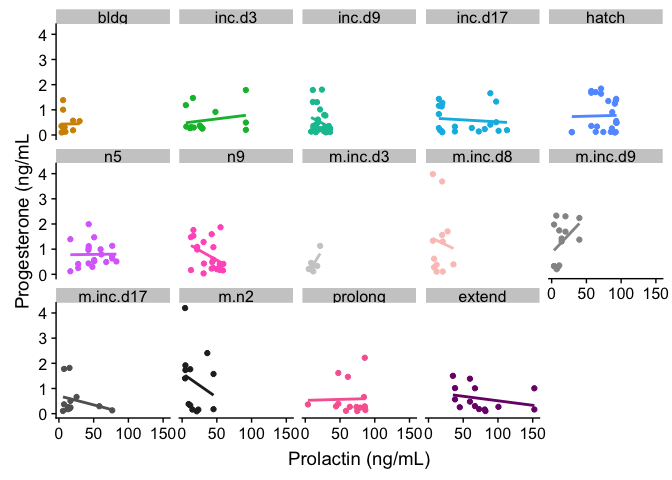 bldg inc.d3 inc.d9 inc.d17 hatch
4
3
2
1
0
n5 n9 m.inc.d3 m.inc.d8 m.inc.d9
4
3
2
1
0
0 50 100 150
m.inc.d17 m.n2 prolong extend
4
3
2
1
0
0 50 100 150 0 50 100 150 0 50 100 150 0 50 100 150
Prolactin (ng/mL)
Progesterone (ng/mL)